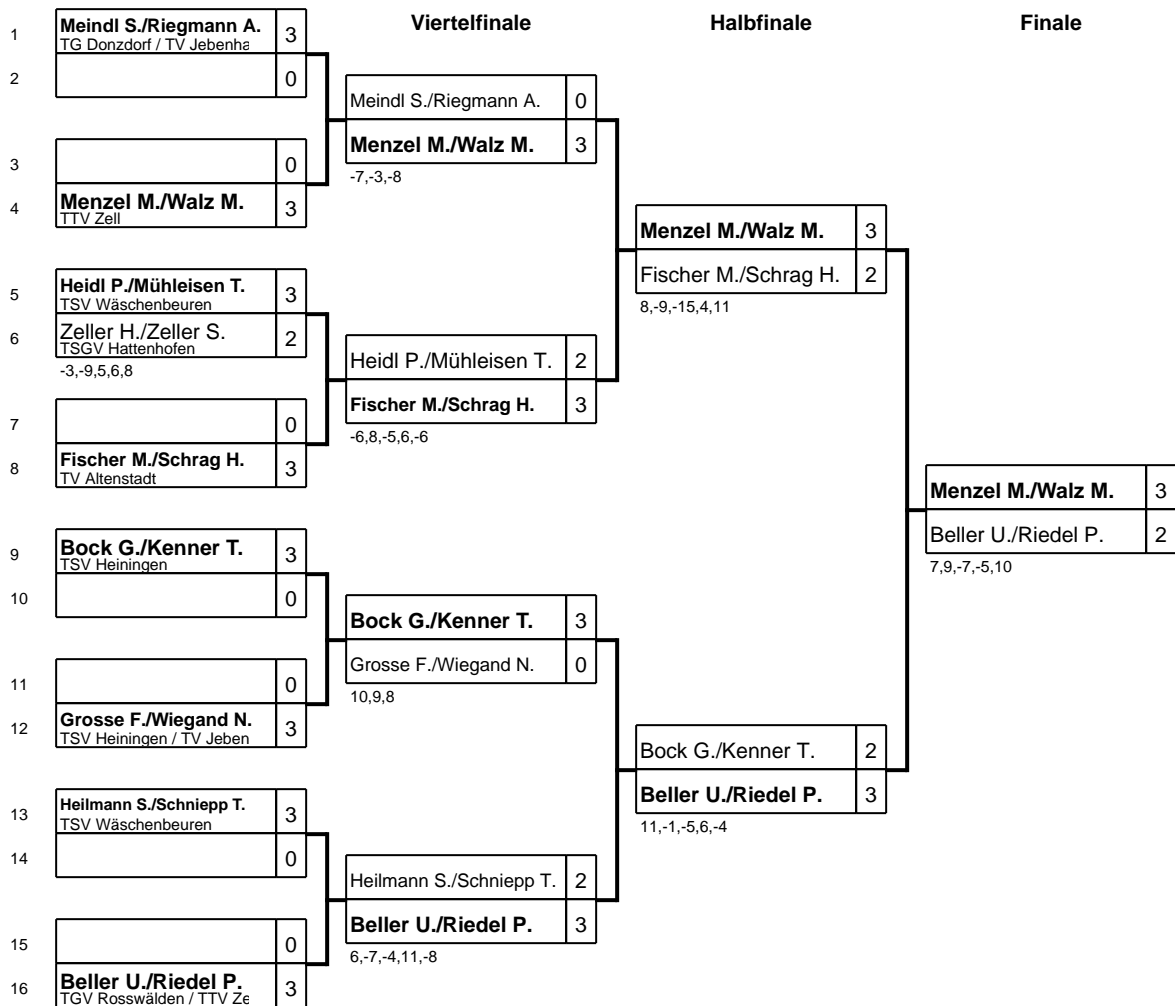 Viertelfinale
Halbfinale
Finale
1
Meindl S./Riegmann A.
3
TG Donzdorf / TV Jebenha
2
0
Meindl S./Riegmann A.
0
Menzel M./Walz M.
3
-7,-3,-8
3
0
4
Menzel M./Walz M.
3
TTV Zell
Menzel M./Walz M.
3
Fischer M./Schrag H.
2
8,-9,-15,4,11
5
Heidl P./Mühleisen T.
3
TSV Wäschenbeuren
6
Zeller H./Zeller S.
2
TSGV Hattenhofen
-3,-9,5,6,8
Heidl P./Mühleisen T.
2
Fischer M./Schrag H.
3
-6,8,-5,6,-6
7
0
8
Fischer M./Schrag H.
3
TV Altenstadt
Menzel M./Walz M.
3
Beller U./Riedel P.
2
7,9,-7,-5,10
9
Bock G./Kenner T.
3
TSV Heiningen
10
0
Bock G./Kenner T.
3
Grosse F./Wiegand N.
0
10,9,8
11
0
12
Grosse F./Wiegand N.
3
TSV Heiningen / TV Jeben
Bock G./Kenner T.
2
Beller U./Riedel P.
3
11,-1,-5,6,-4
13
Heilmann S./Schniepp T.
3
TSV Wäschenbeuren
14
0
Heilmann S./Schniepp T.
2
Beller U./Riedel P.
3
6,-7,-4,11,-8
15
0
16
Beller U./Riedel P.
3
TGV Rosswälden / TTV Ze